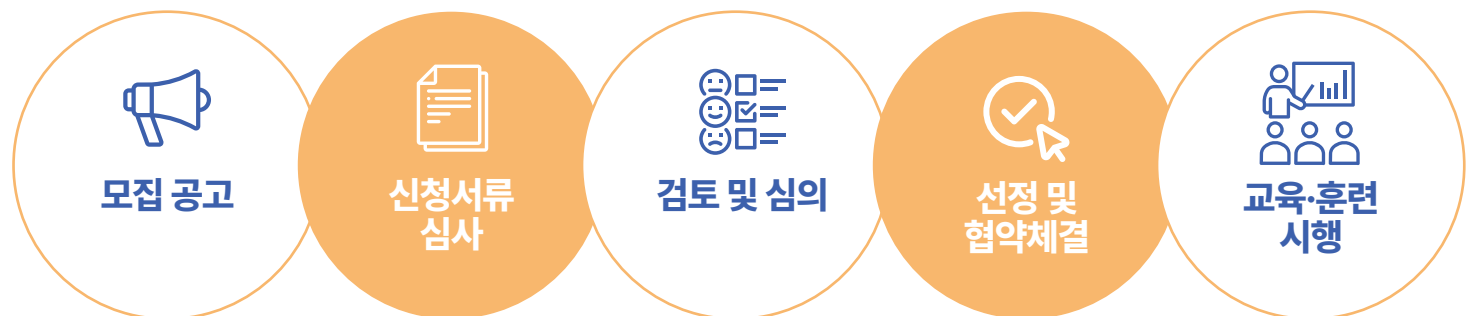 모집 공고
신청서류
심사
검토 및 심의
선정 및
협약체결
교육·훈련
시행